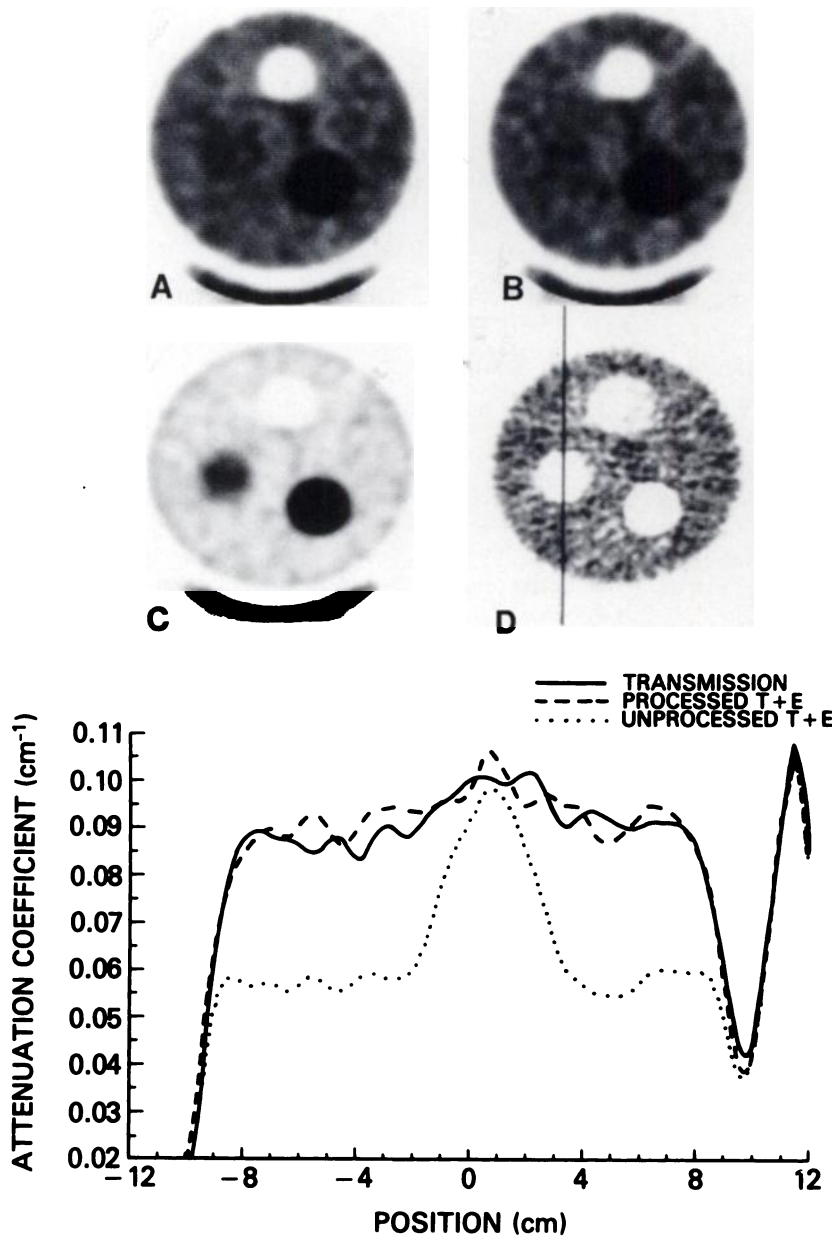 A
B
C
D
TRANSMISSION
PROCESSED T+E
UNPROCESSED T+E
ATTENUATION COEFFICIENT (cm⁻¹)
0.11
0.10
0.09
0.08
0.07
0.06
0.05
0.04
0.03
0.02
−12 −8 −4 0 4 8 12
POSITION (cm)